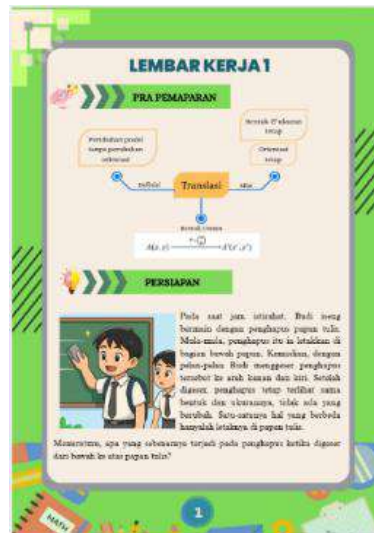 LEMBAR KERJA 1
PRA PEMAPARAN
Bentuk & ukuran
tetap
Perubahan posisi
tanpa perubahan
orientasi
Orientasi
tetap
Definisi
Translasi
sifat
Bentuk Umum
A(x, y) A'(x', y')
PERSIAPAN
Pada saat jam istirahat, Budi
bermain dengan penghapus papan tulis.
Mula-mula, penghapus itu ia letakkan di
bagian bawah papan. Kemudian, dengan
pelan-pelan Budi menggeser penghapus
tersebut ke arah kanan dan kiri. Setelah
digeser, penghapus tetap terlihat sama
bentuk dan ukurannya, tidak ada yang
berubah. Satu-satunya hal yang berbeda
hanyalah letaknya di papan tulis.
Menurutmu, apa yang sebenarnya terjadi pada penghapus ketika digeser
dari bawah ke atas papan tulis?
MATH
1